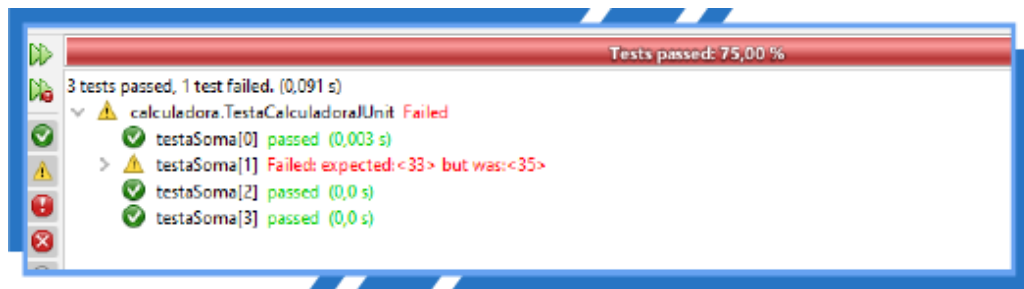 Tests passed: 75,00 %
3 tests passed, 1 test failed. (0,091 s)
calculadora.TestaCalculadoraJUnit Failed
testaSoma[0] passed (0,003 s)
testaSoma[1] Failed: expected:<33> but was:<35>
testaSoma[2] passed (0,0 s)
testaSoma[3] passed (0,0 s)